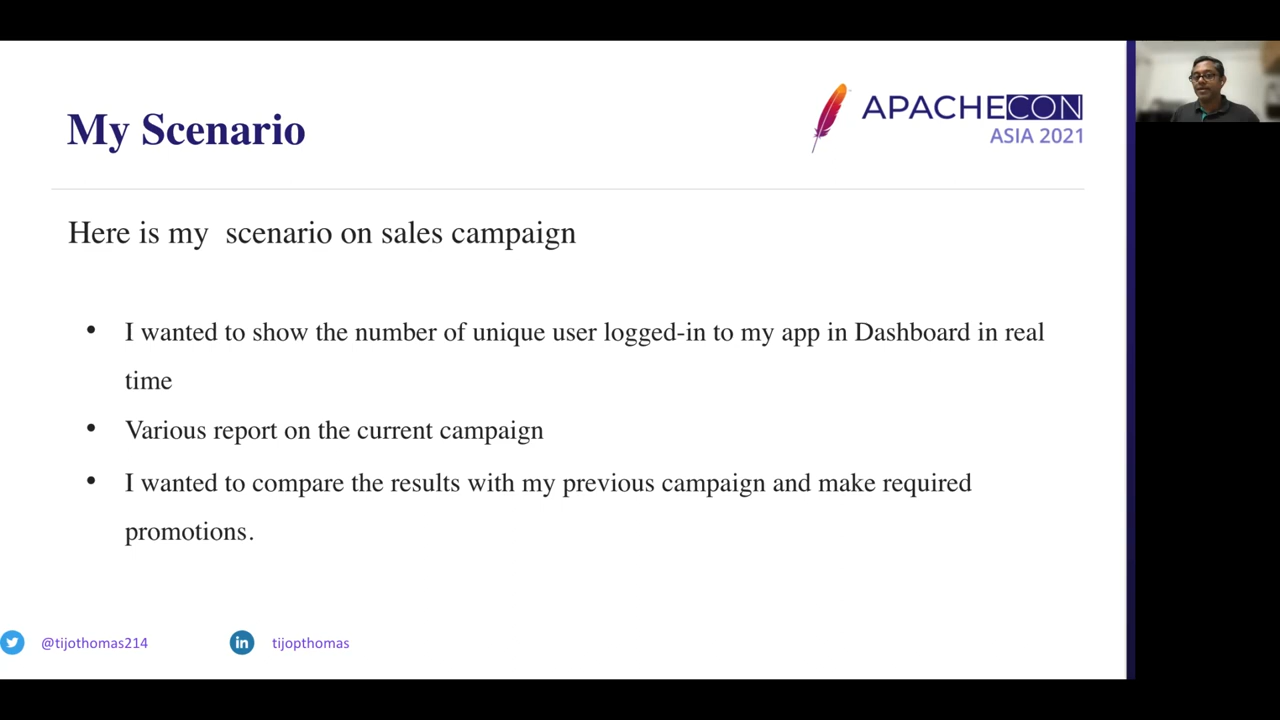 My Scenario
APACHECON
ASIA 2021
Here is my scenario on sales campaign
• I wanted to show the number of unique user logged-in to my app in Dashboard in real
time
• Various report on the current campaign
• I wanted to compare the results with my previous campaign and make required
promotions.
@tijothomas214
in tijopthomas